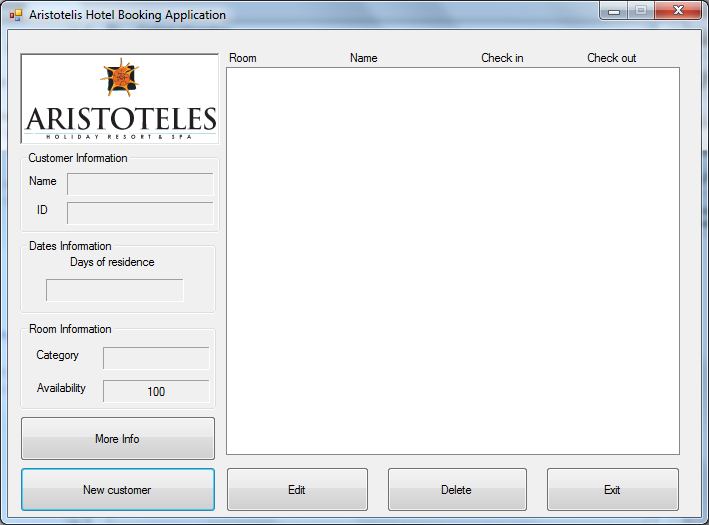 Aristotelis Hotel Booking Application
Room Name Check in Check out
ARISTOTELES
HOLIDAY RESORT & SPA
Customer Information
Name
ID
Dates Information
Days of residence
Room Information
Category
Availability 100
More Info
New customer Edit Delete Exit